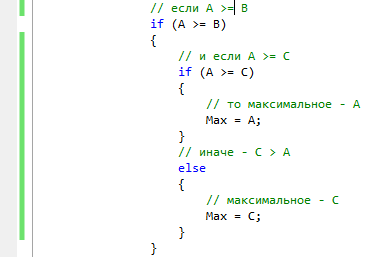 // если A >= B
if (A >= B)
{
// и если A >= C
if (A >= C)
{
// то максимальное - A
Max = A;
}
// иначе - C > A
else
{
// максимальное - C
Max = C;
}
}